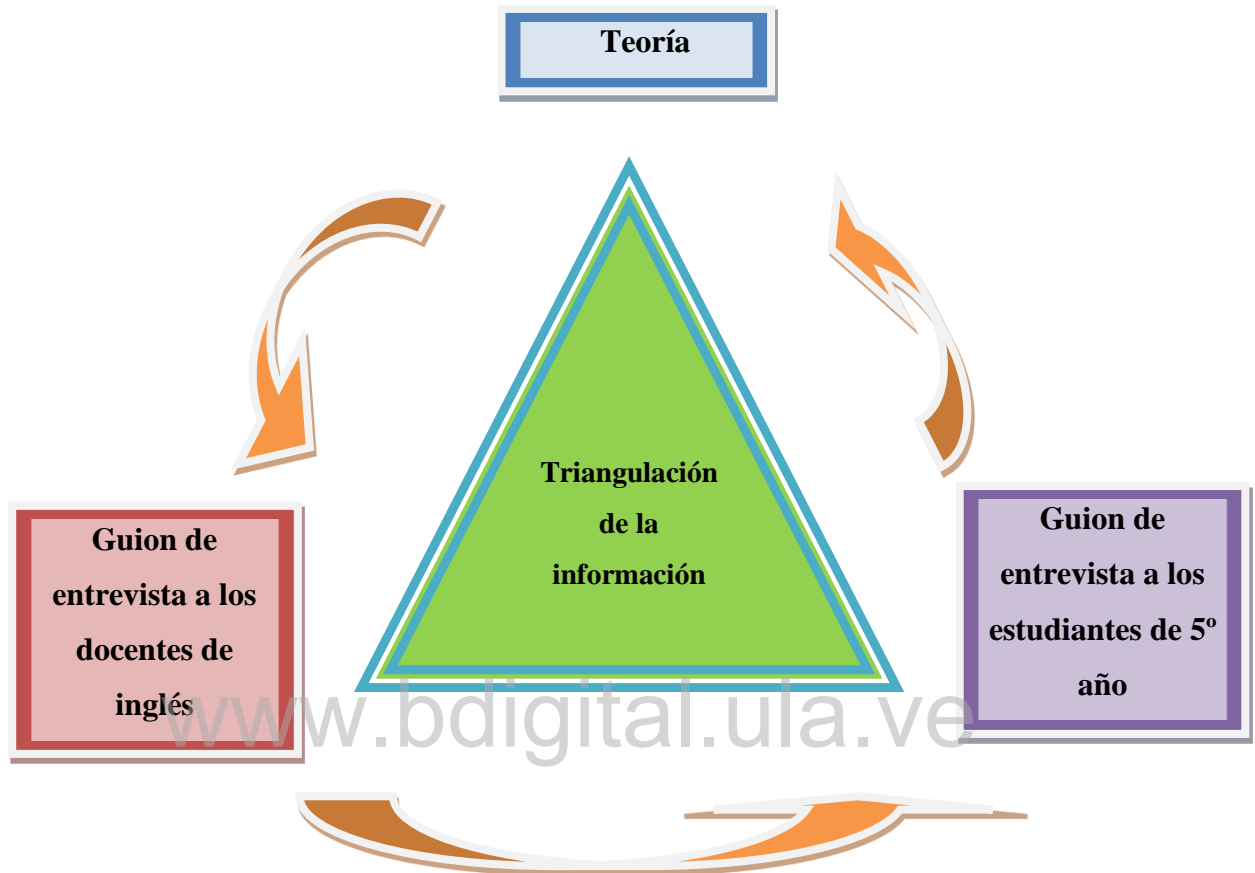 Teoría
Triangulación
de la
información
Guion de
entrevista a los
docentes de
inglés
Guion de
entrevista a los
estudiantes de 5º
año
www.bdigital.ula.ve